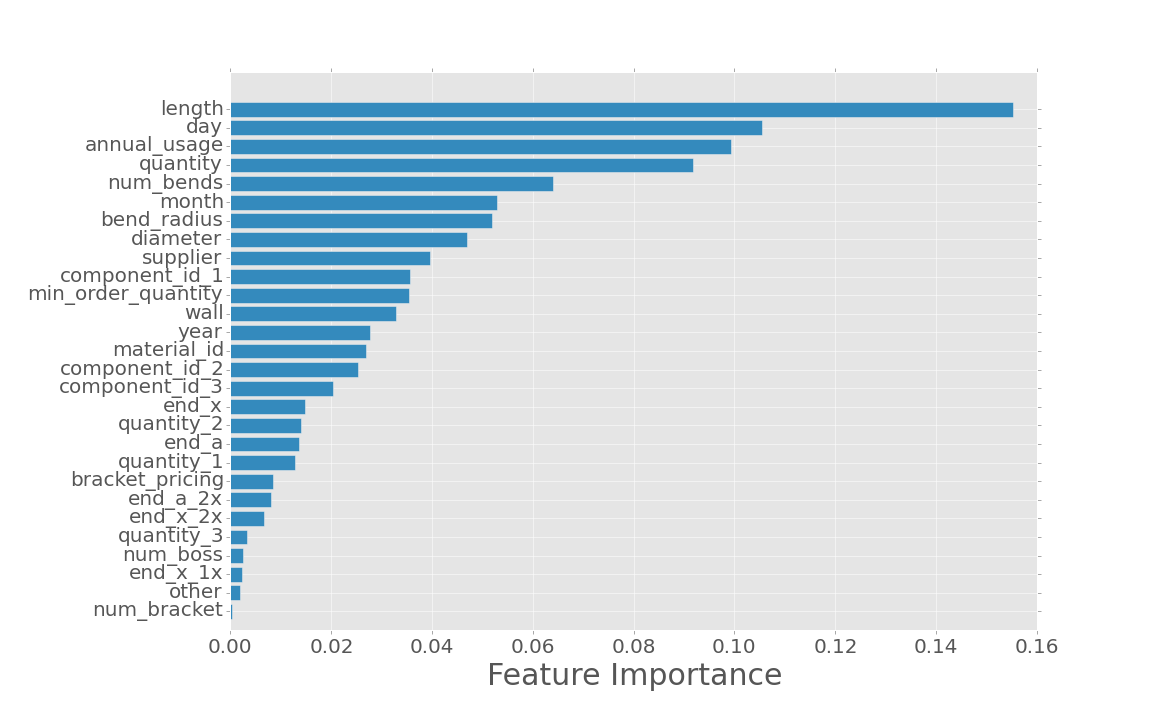 length
day
annual_usage
quantity
num_bends
month
bend_radius
diameter
supplier
component_id_1
min_order_quantity
wall
year
material_id
component_id_2
component_id_3
end_x
quantity_2
end_a
quantity_1
bracket_pricing
end_a_2x
end_x_2x
quantity_3
num_boss
end_x_1x
other
num_bracket
0.00 0.02 0.04 0.06 0.08 0.10 0.12 0.14 0.16
Feature Importance